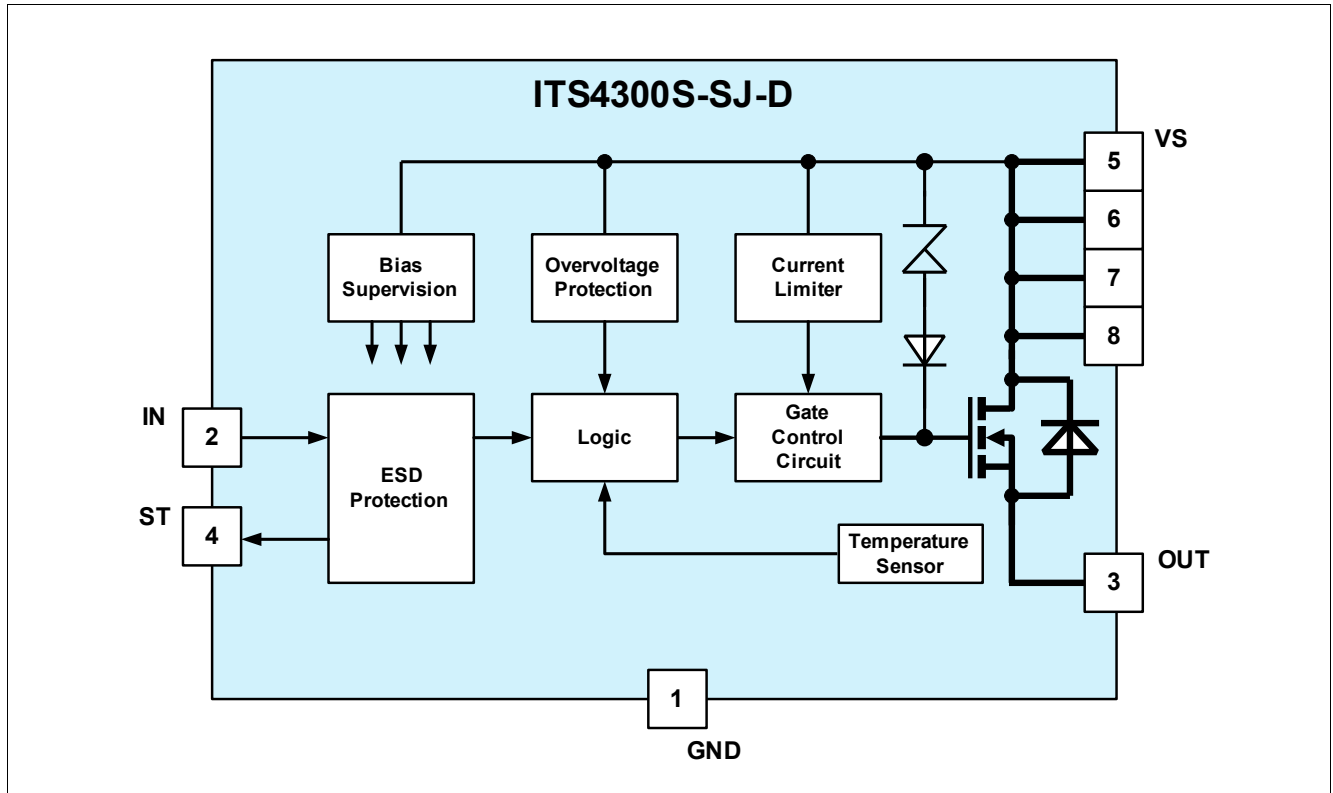 ITS4300S-SJ-D
VS
5
6
7
8
Bias
Supervision
Overvoltage
Protection
Current
Limiter
IN
2
ESD
Protection
Logic
Gate
Control
Circuit
ST
4
Temperature
Sensor
3
OUT
1
GND